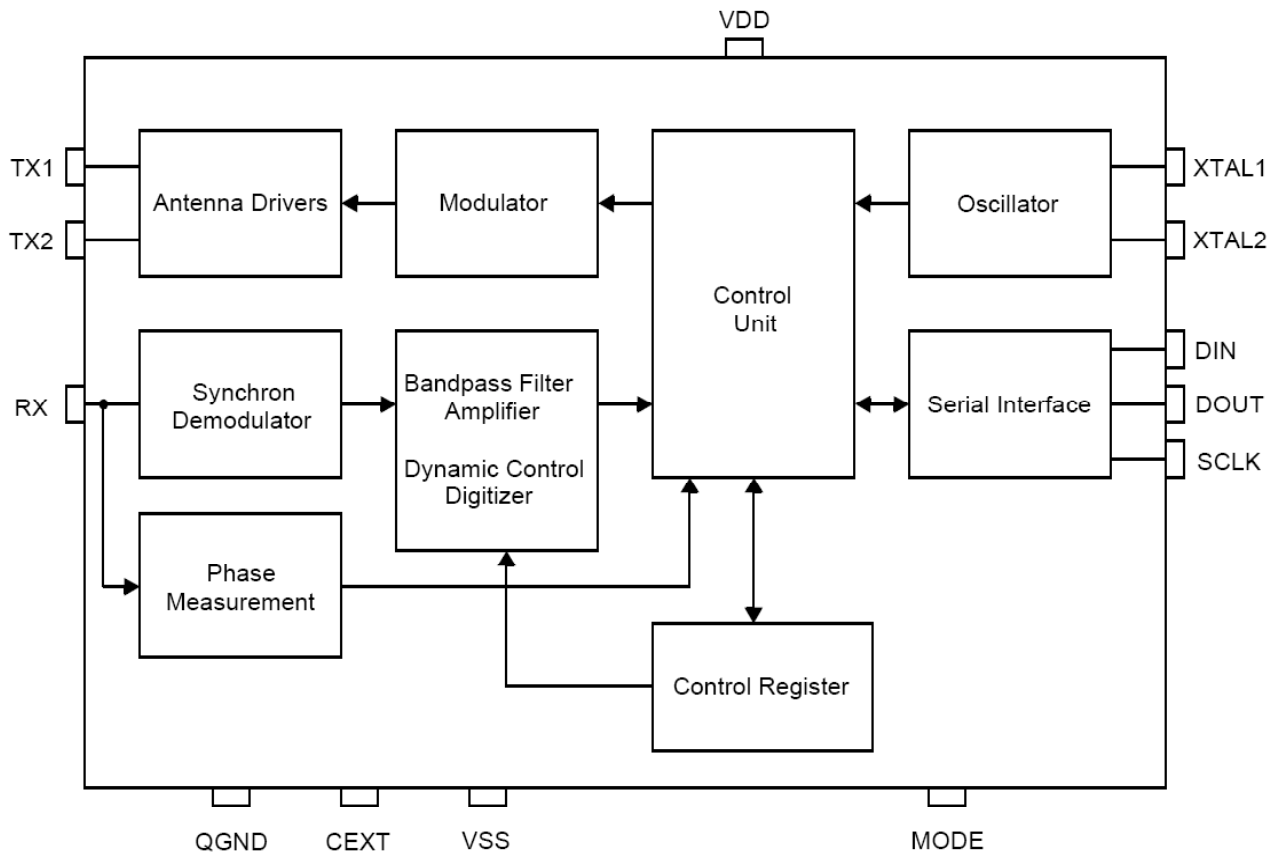 VDD
TX1
TX2
Antenna Drivers
Modulator
Control
Unit
Oscillator
XTAL1
XTAL2
RX
Synchron
Demodulator
Bandpass Filter
Amplifier
Dynamic Control
Digitizer
Serial Interface
DIN
DOUT
SCLK
Phase
Measurement
Control Register
QGND
CEXT
VSS
MODE